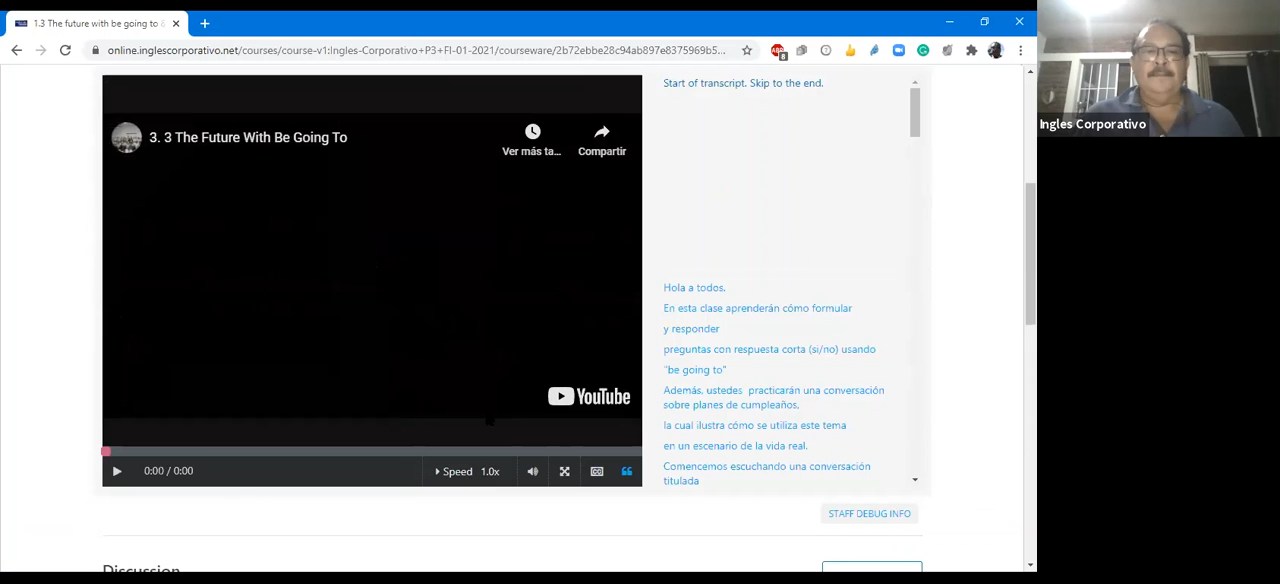 1.3 The future with be going to &
online.inglescorporativo.net/courses/course-v1:Ingles-Corporativo+P3+FI-01-2021/courseware/2b72ebbe28c94ab897e8375969b5...
ABP
8
Ingles Corporativo
3. 3 The Future With Be Going To
Ver más ta...
Compartir
YouTube
0:00 / 0:00
Speed 1.0x
Start of transcript. Skip to the end.
Hola a todos.
En esta clase aprenderán cómo formular
y responder
preguntas con respuesta corta (si/no) usando
"be going to"
Además, ustedes practicarán una conversación
sobre planes de cumpleaños,
la cual ilustra cómo se utiliza este tema
en un escenario de la vida real.
Comencemos escuchando una conversación
titulada
STAFF DEBUG INFO
Discussion